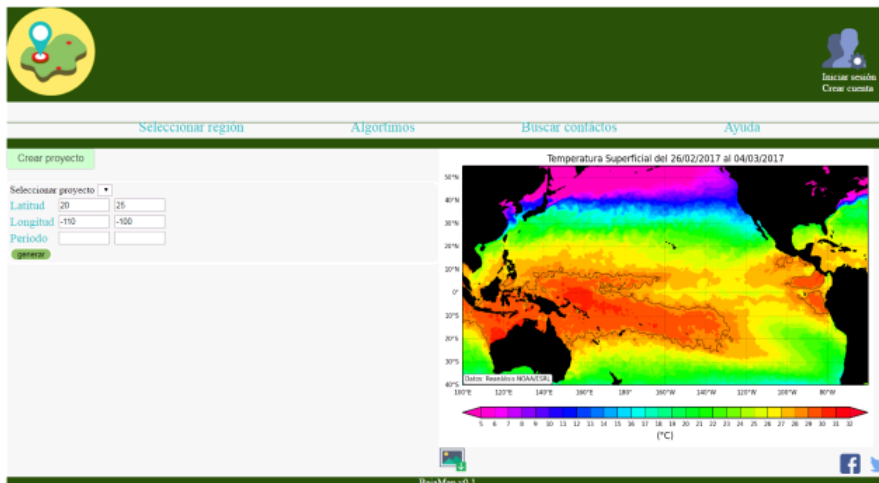 Iniciar sesión
Crear cuenta
Seleccionar región Algortimos Buscar contáctos Ayuda
Crear proyecto
Seleccionar proyecto
Latitud 20 25
Longitud -110 -100
Periodo
generar
Temperatura Superficial del 26/02/2017 al 04/03/2017
50°N
40°N
30°N
20°N
10°N
0°
10°S
20°S
30°S
40°S
Datos: Reanálisis NOAA/ESRL
100°E 120°E 140°E 160°E 180° 160°W 140°W 120°W 100°W 80°W
5 6 7 8 9 10 11 12 13 14 15 16 17 18 19 20 21 22 23 24 25 26 27 28 29 30 31 32
(°C)
BajaMap v0.1